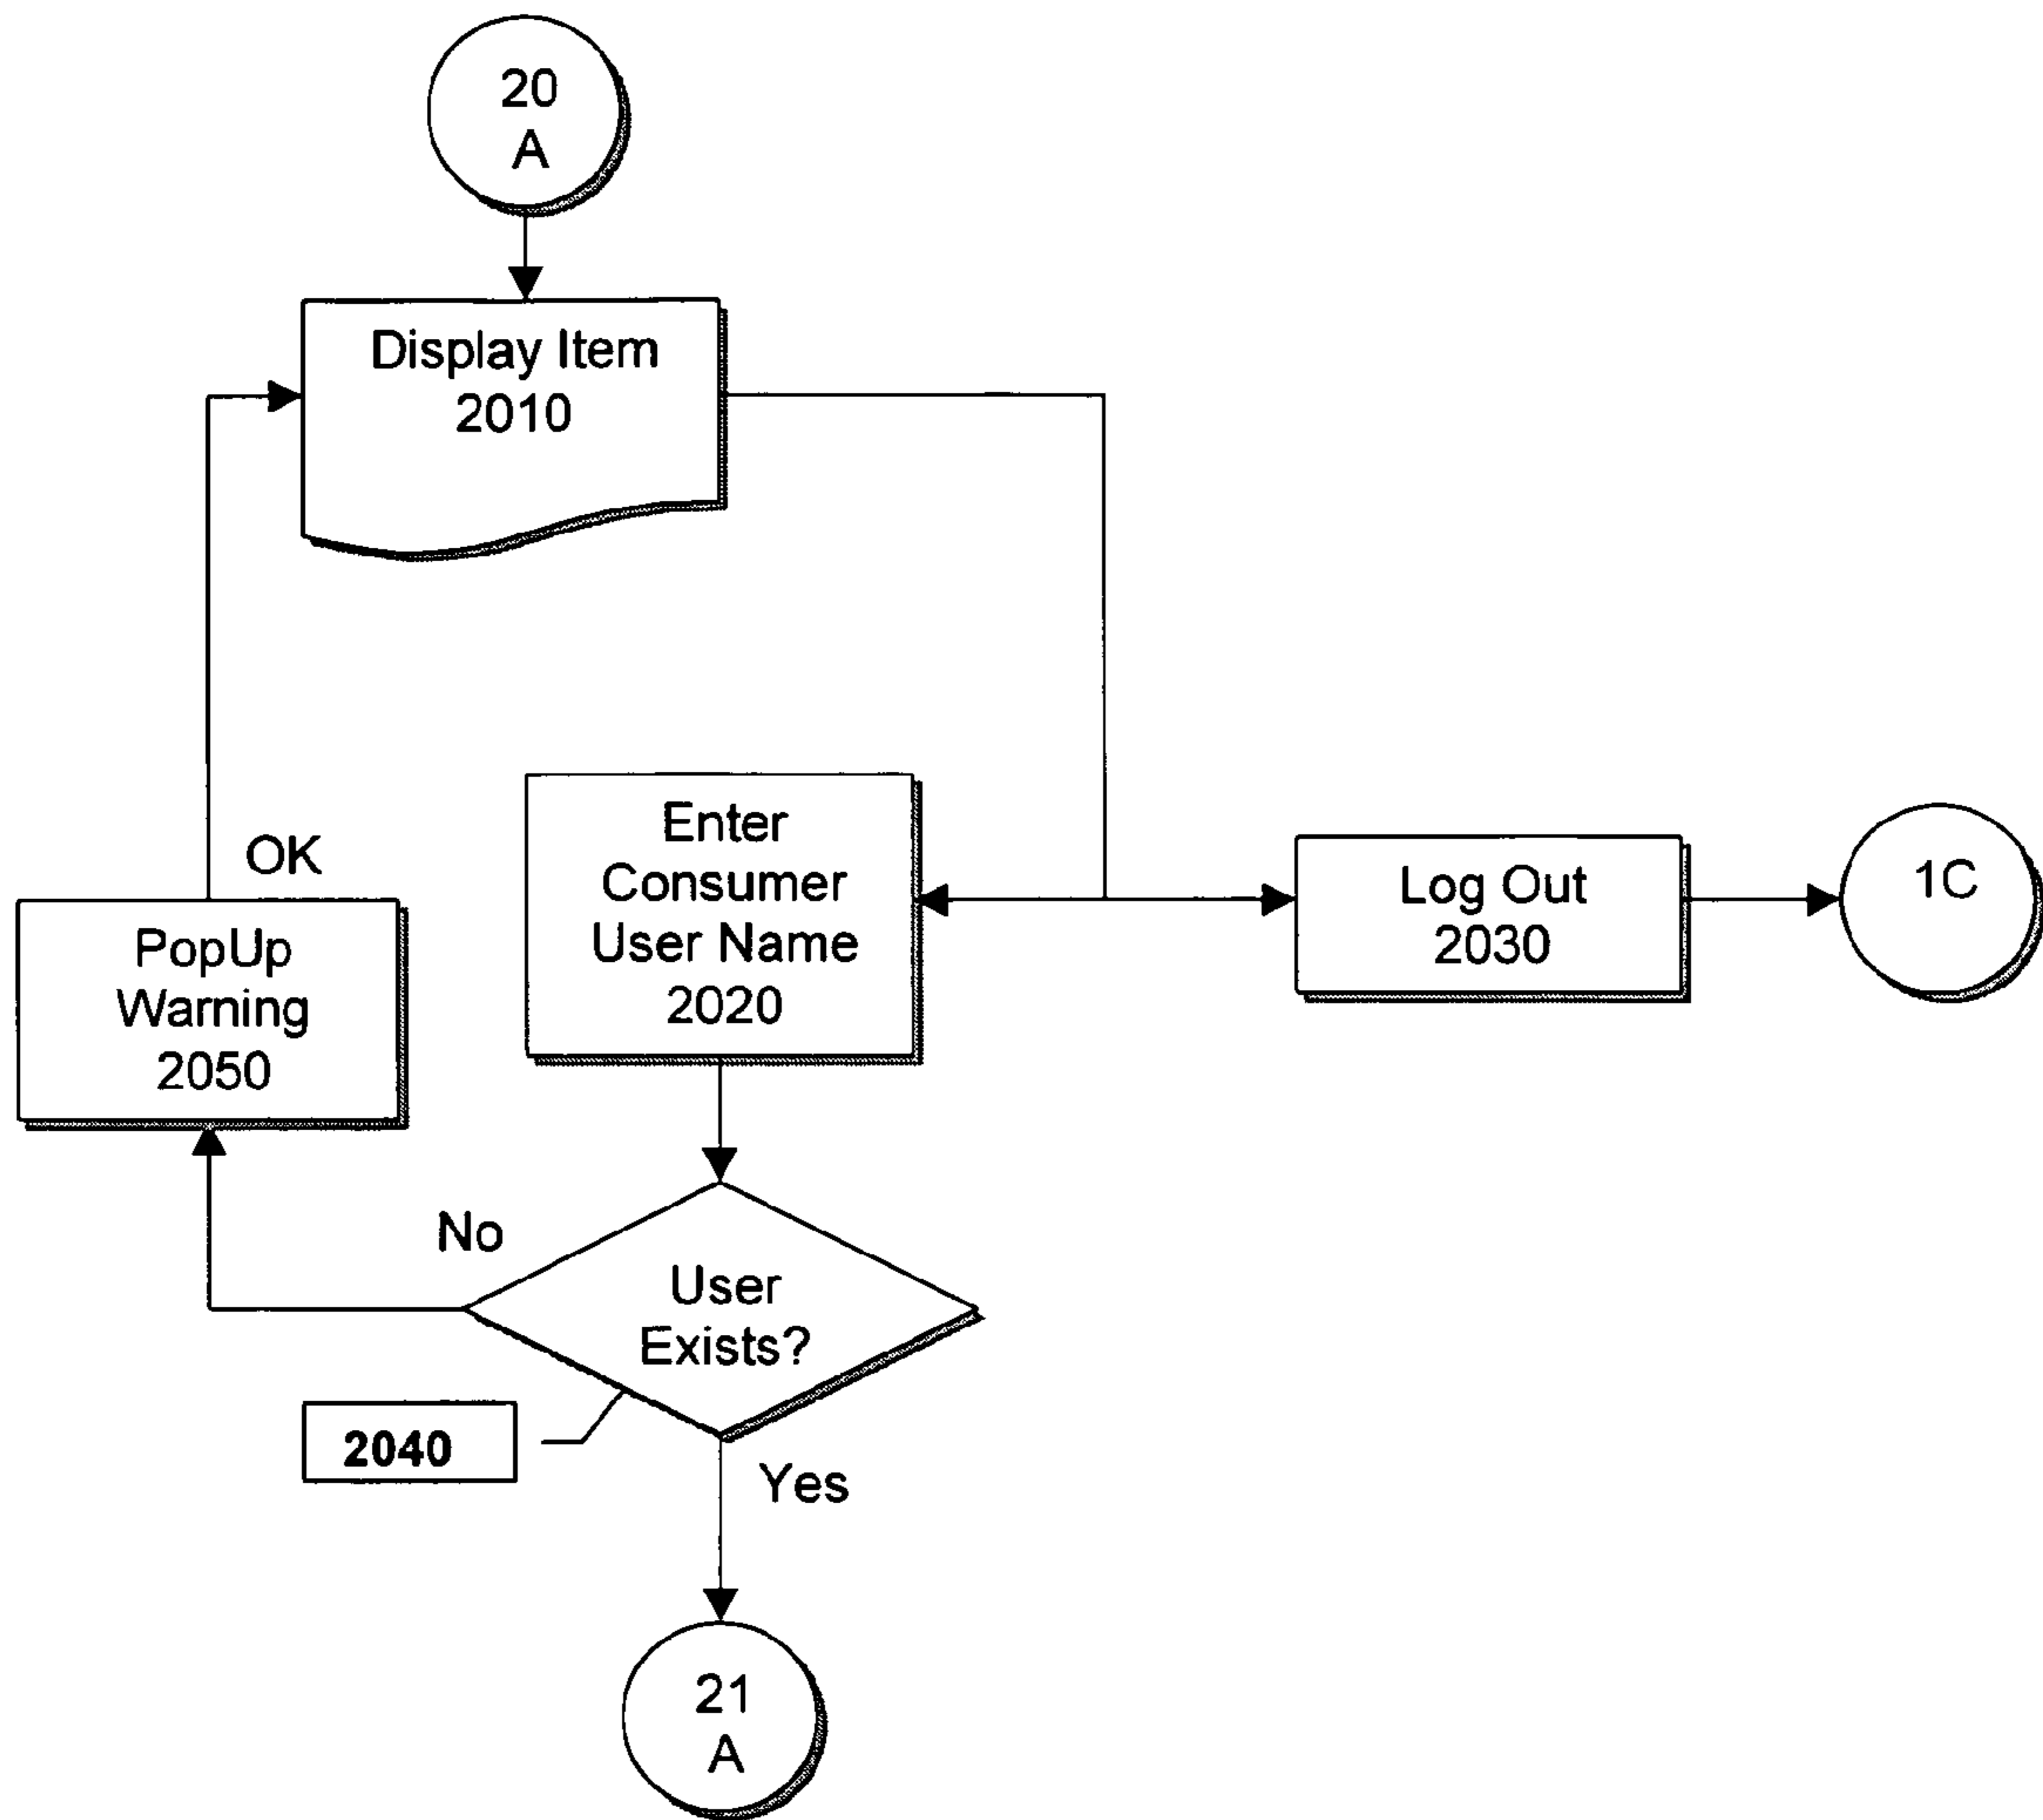 20
A
Display Item
2010
Enter
Consumer
User Name
2020
Log Out
2030
1C
OK
PopUp
Warning
2050
No
User
Exists?
2040
Yes
21
A